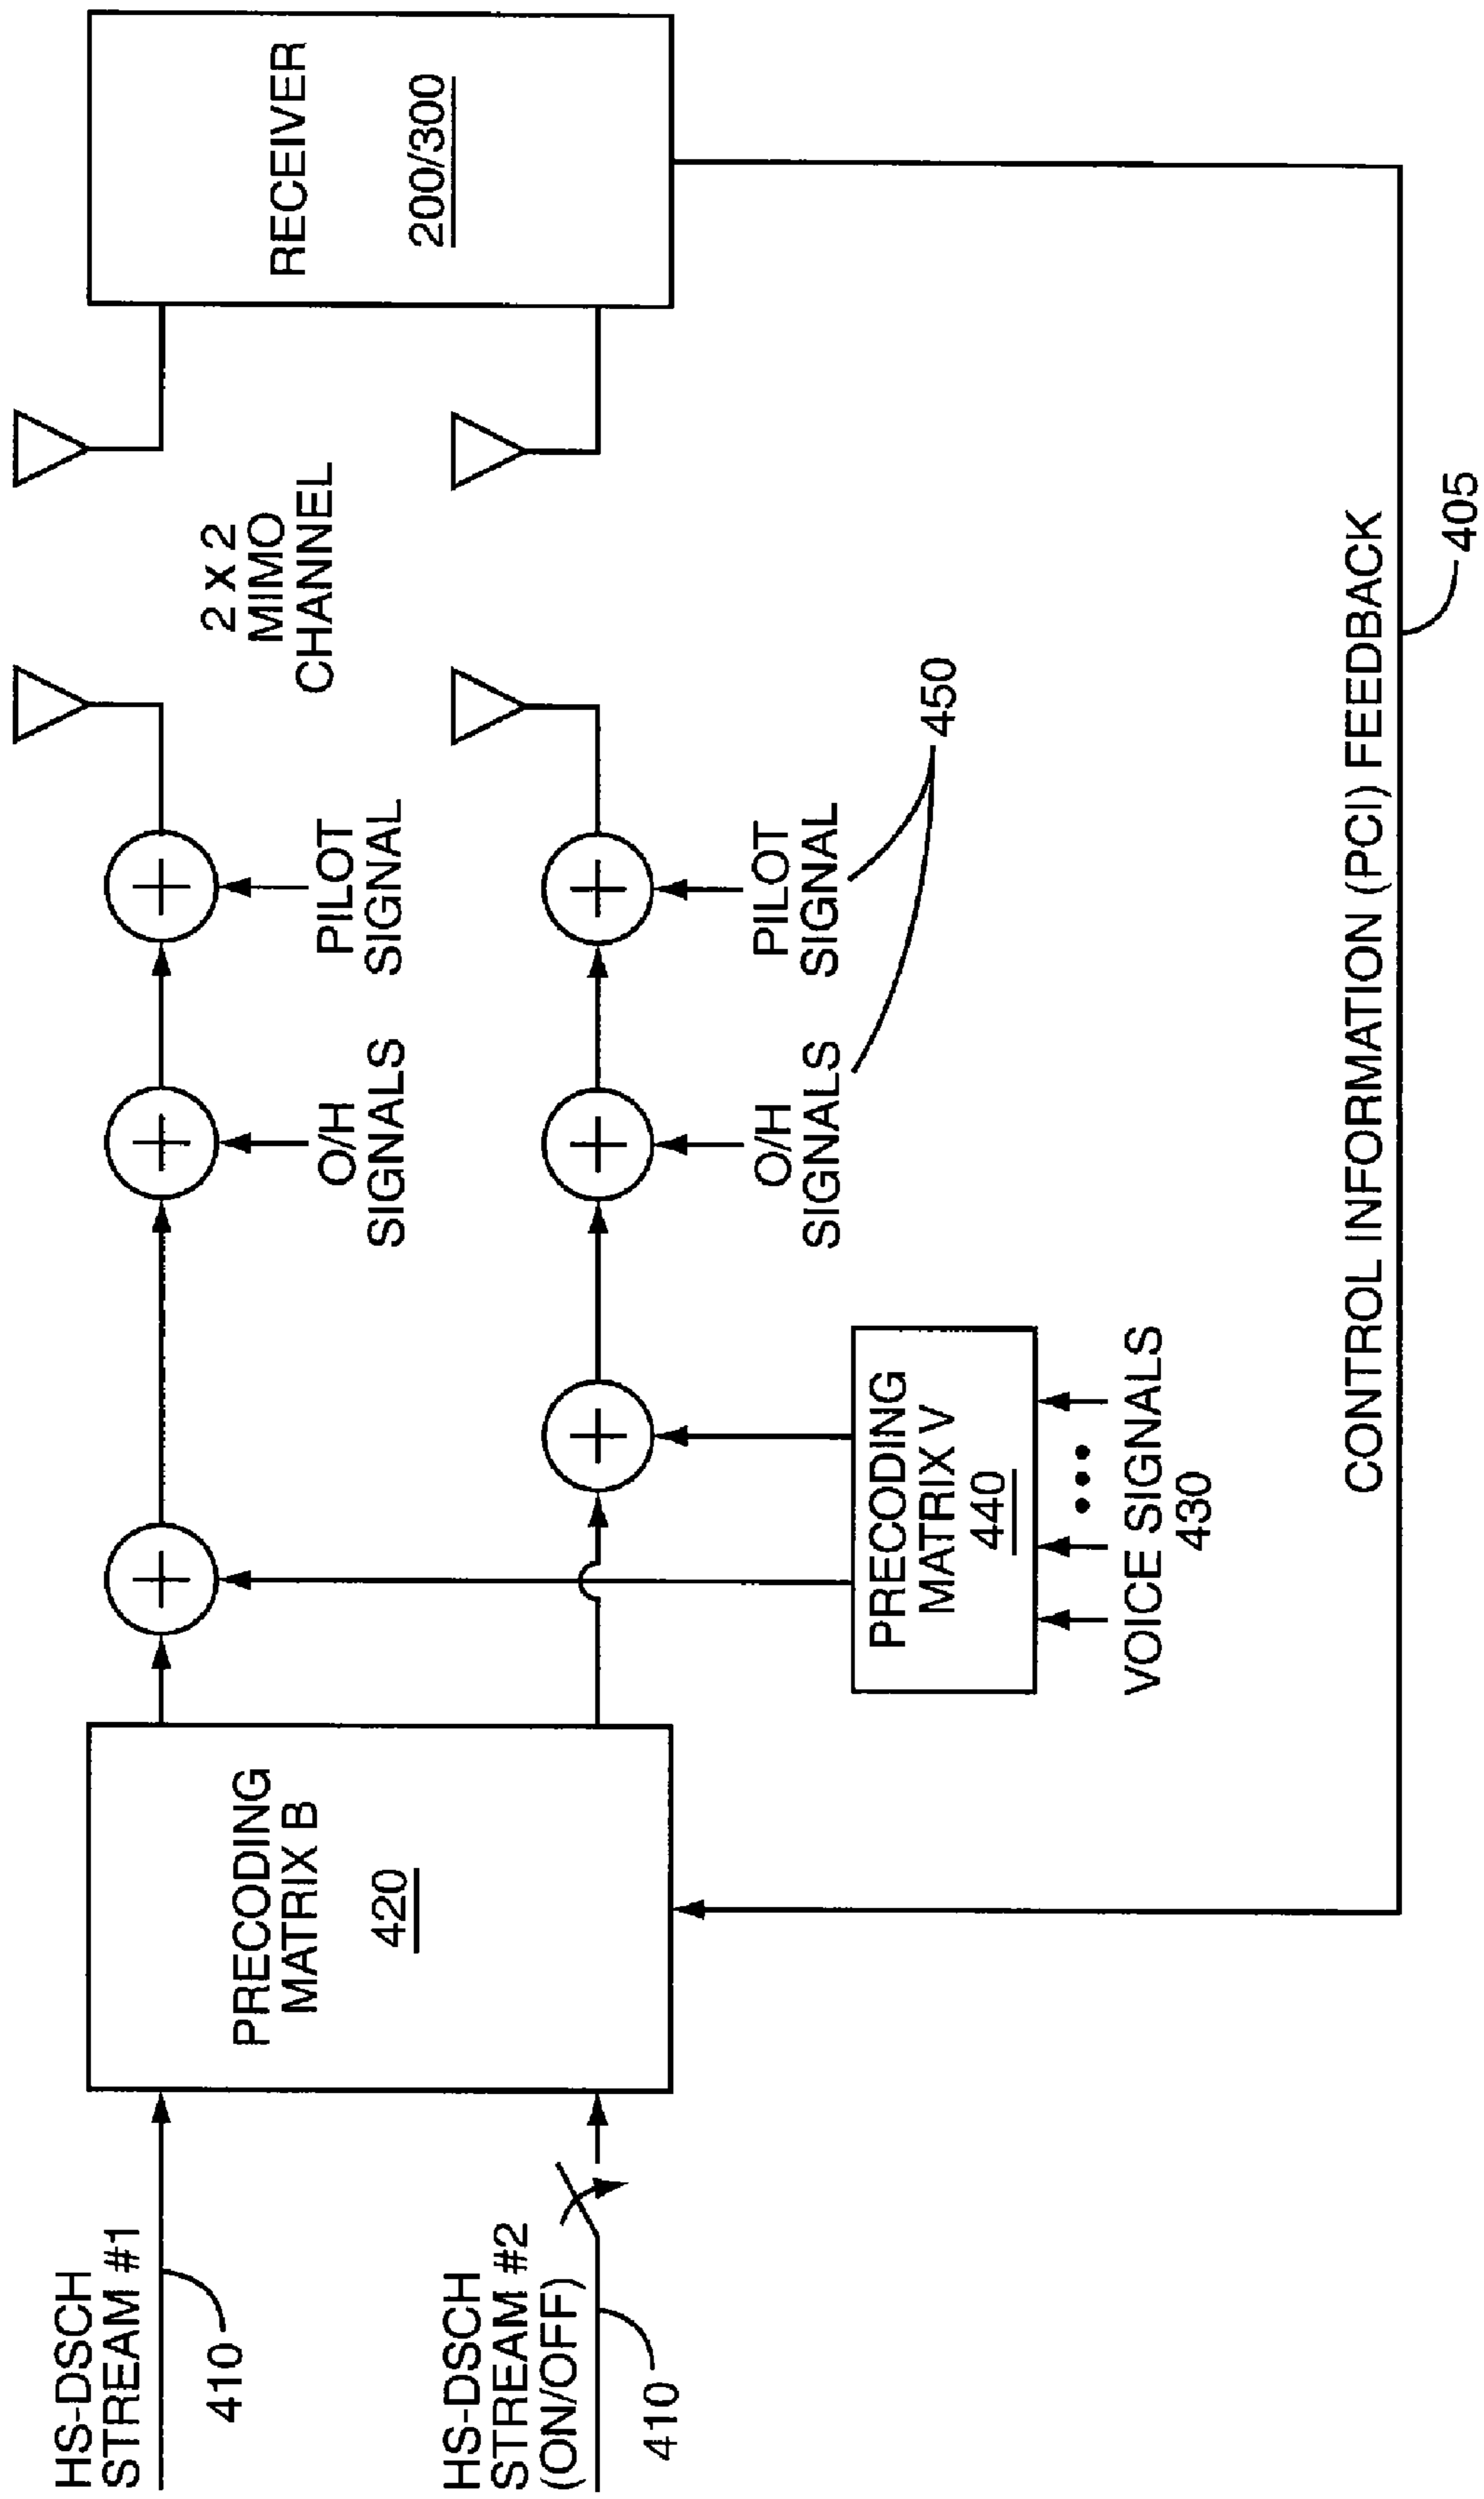 HS-DSCH
STREAM #1
410
HS-DSCH
STREAM #2
(ON/OFF)
410
PRECODING
MATRIX B
420
PRECODING
MATRIX V
440
VOICE SIGNALS
430
O/H
SIGNALS
PILOT
SIGNAL
O/H
SIGNALS
PILOT
SIGNAL
450
2 x 2
MIMO
CHANNEL
RECEIVER
200/300
CONTROL INFORMATION (PCI) FEEDBACK
405